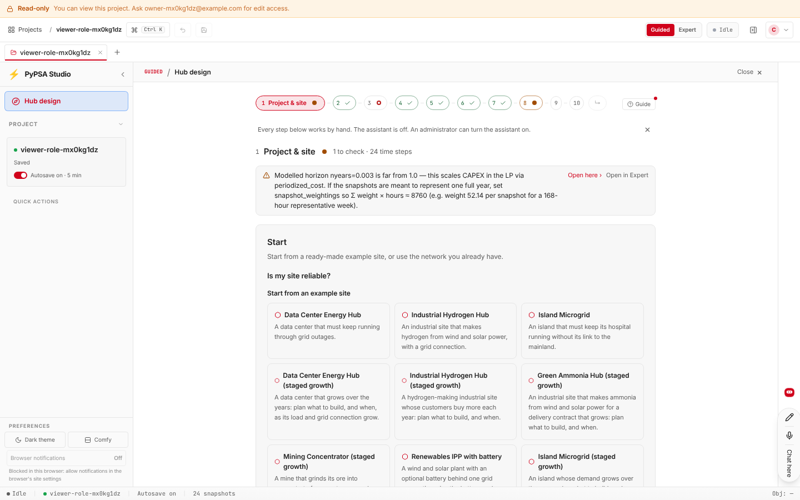 Read-only You can view this project. Ask owner-mx0kg1dz@example.com for edit access.
Projects / viewer-role-mx0kg1dz ⌘ Ctrl K
Guided Expert Idle C
viewer-role-mx0kg1dz × +
PyPSA Studio
GUIDED / Hub design Close ×
Hub design
1 Project & site 2 3 4 5 6 7 8 9 10 Guide
PROJECT
Every step below works by hand. The assistant is off. An administrator can turn the assistant on.
viewer-role-mx0kg1dz
Saved
Autosave on · 5 min
1 Project & site 1 to check · 24 time steps
QUICK ACTIONS
Modelled horizon nyears=0.003 is far from 1.0 — this scales CAPEX in the LP via
periodized_cost. If the snapshots are meant to represent one full year, set
snapshot_weightings so Σ weight × hours = 8760 (e.g. weight 52.14 per snapshot for a 168-
hour representative week).
Open here › Open in Expert
Start
Start from a ready-made example site, or use the network you already have.
Is my site reliable?
Start from an example site
Data Center Energy Hub
A data center that must keep running
through grid outages.
Industrial Hydrogen Hub
An industrial site that makes
hydrogen from wind and solar power,
with a grid connection.
Island Microgrid
An island that must keep its hospital
running without its link to the
mainland.
Data Center Energy Hub
(staged growth)
A data center that grows over the
years: plan what to build, and when,
as its load and grid connection grow.
Industrial Hydrogen Hub
(staged growth)
A hydrogen-making industrial site
whose customers buy more each
year: plan what to build, and when.
Green Ammonia Hub (staged
growth)
An industrial site that makes ammonia
from wind and solar power for a
delivery contract that grows: plan
what to build, and when.
Mining Concentrator (staged
growth)
A mine that grinds its ore into
Renewables IPP with battery
A wind and solar plant with an
optional battery behind one grid
Island Microgrid (staged
growth)
An island whose demand grows over
PREFERENCES
Dark theme Comfy
Browser notifications Off
Blocked in this browser: allow notifications in
the browser's site settings
Chat here
Idle viewer-role-mx0kg1dz Autosave on 24 snapshots Obj: —